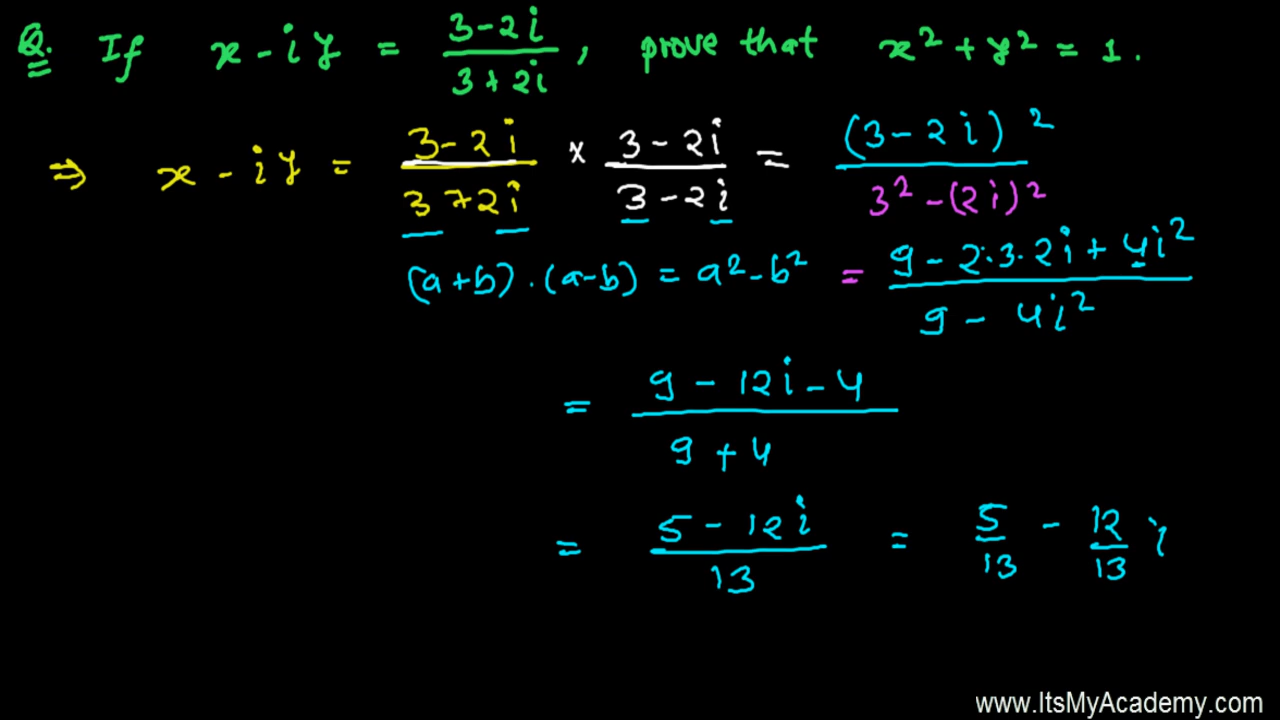 Q. If x - iy = (3-2i)/(3+2i), prove that x² + y² = 1.
⇒ x - iy = (3-2i)/(3+2i) × (3-2i)/(3-2i) = (3-2i)²/(3²-(2i)²)
(a+b).(a-b) = a²-b² = (9-2·3·2i+4i²)/(9-4i²)
= (9-12i-4)/(9+4)
= (5-12i)/13 = 5/13 - 12/13 i
www.ItsMyAcademy.com